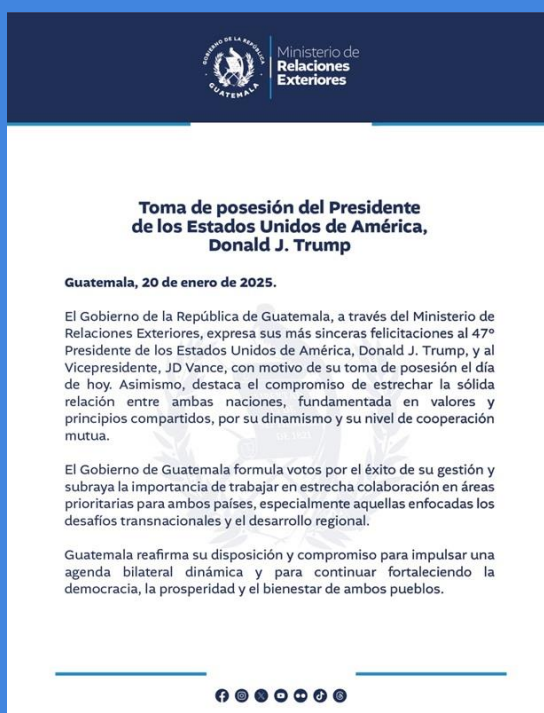 GOBIERNO DE LA REPÚBLICA
GUATEMALA
Ministerio de
Relaciones
Exteriores
Toma de posesión del Presidente
de los Estados Unidos de América,
Donald J. Trump
Guatemala, 20 de enero de 2025.
El Gobierno de la República de Guatemala, a través del Ministerio de
Relaciones Exteriores, expresa sus más sinceras felicitaciones al 47º
Presidente de los Estados Unidos de América, Donald J. Trump, y al
Vicepresidente, JD Vance, con motivo de su toma de posesión el día
de hoy. Asimismo, destaca el compromiso de estrechar la sólida
relación entre ambas naciones, fundamentada en valores y
principios compartidos, por su dinamismo y su nivel de cooperación
mutua.
El Gobierno de Guatemala formula votos por el éxito de su gestión y
subraya la importancia de trabajar en estrecha colaboración en áreas
prioritarias para ambos países, especialmente aquellas enfocadas los
desafíos transnacionales y el desarrollo regional.
Guatemala reafirma su disposición y compromiso para impulsar una
agenda bilateral dinámica y para continuar fortaleciendo la
democracia, la prosperidad y el bienestar de ambos pueblos.